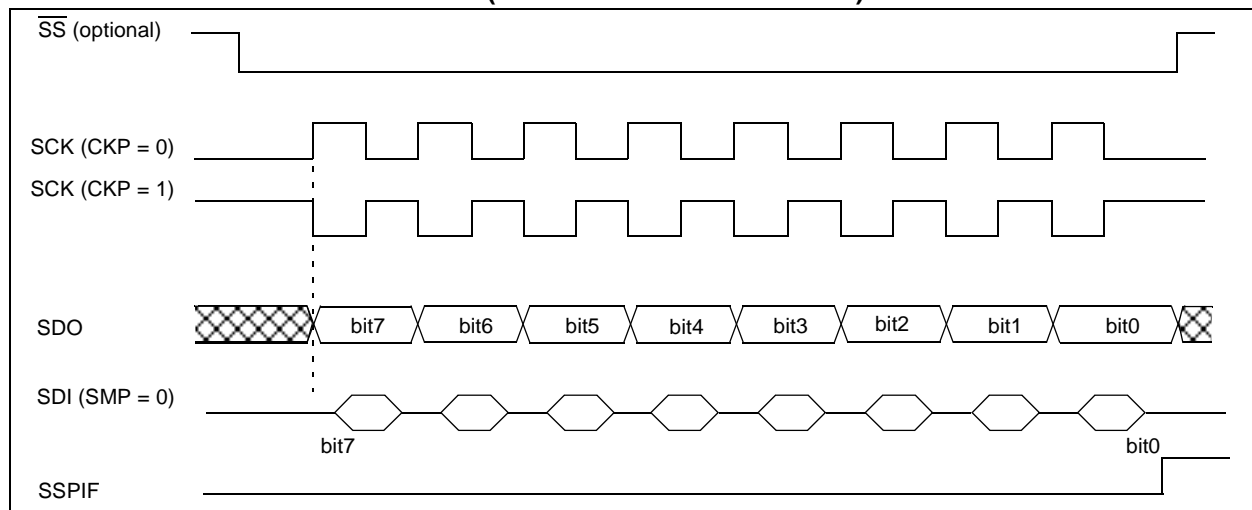 SS (optional)
SCK (CKP = 0)
SCK (CKP = 1)
SDO bit7 bit6 bit5 bit4 bit3 bit2 bit1 bit0
SDI (SMP = 0)
bit7 bit0
SSPIF